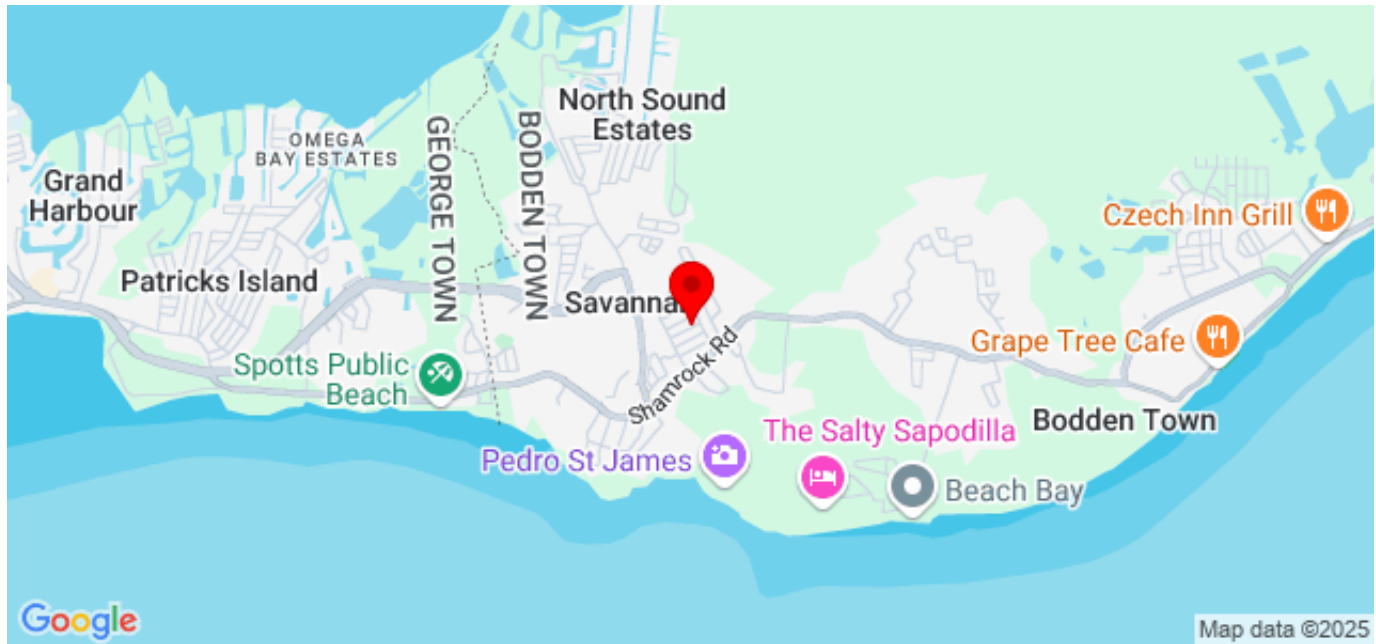 North Sound
Estates
OMEGA
BAY ESTATES
GEORGE TOWN
BODDEN TOWN
Grand
Harbour
Czech Inn Grill
Patricks Island
Savannah
Shamrock Rd
Grape Tree Cafe
Spotts Public
Beach
Bodden Town
The Salty Sapodilla
Pedro St James
Beach Bay
Google
Map data ©2025